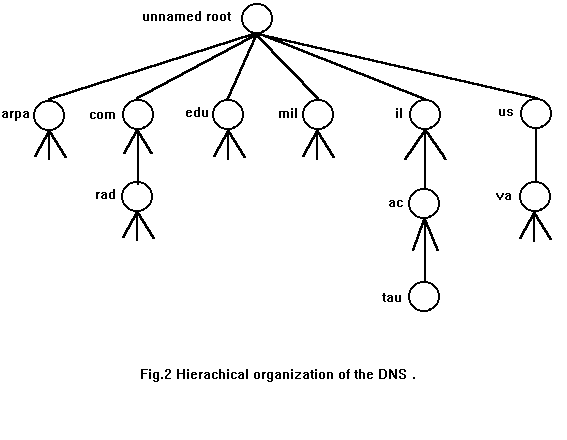 unnamed root
arpa
com
edu
mil
il
us
rad
ac
va
tau
Fig.2 Hierachical organization of the DNS .